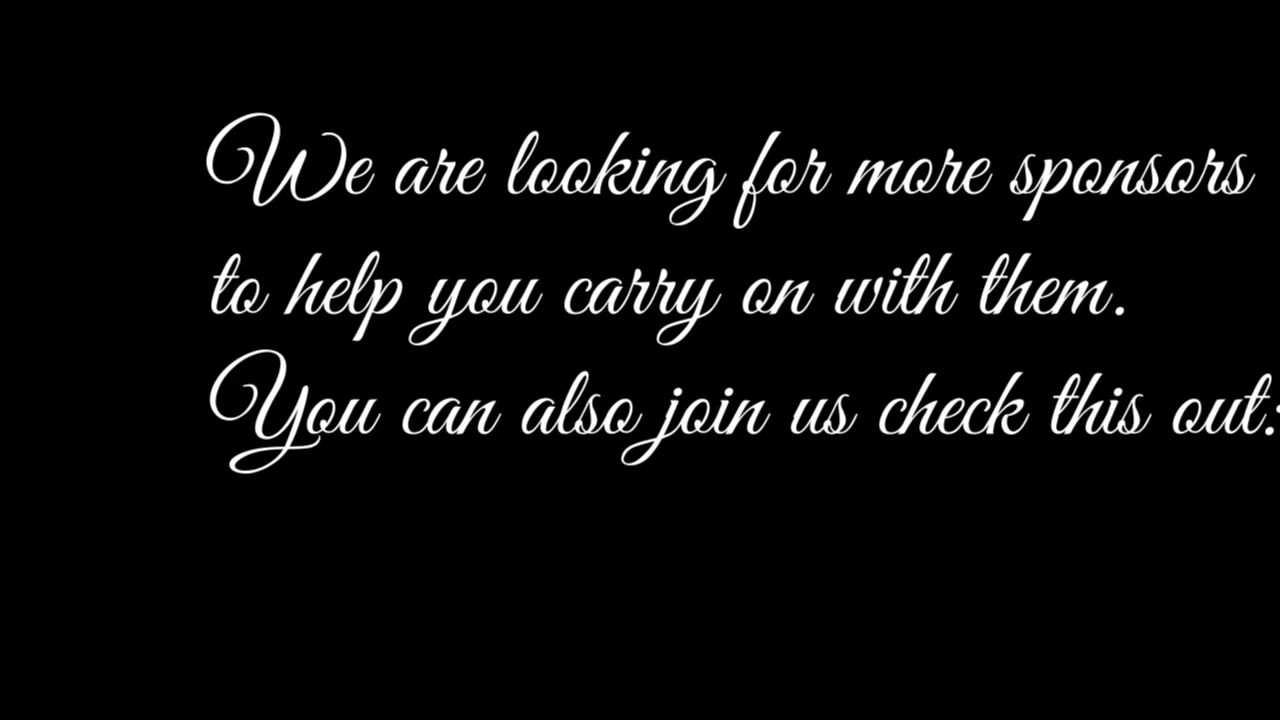 We are looking for more sponsors
to help you carry on with them.
You can also join us check this out.